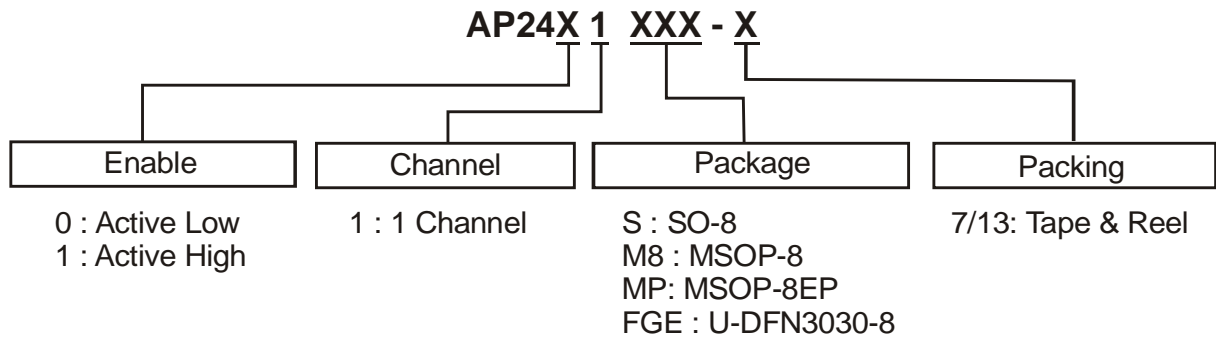 AP24X 1 XXX - X
Enable
Channel
Package
Packing
0 : Active Low
1 : Active High
1 : 1 Channel
S : SO-8
M8 : MSOP-8
MP: MSOP-8EP
FGE : U-DFN3030-8
7/13: Tape & Reel